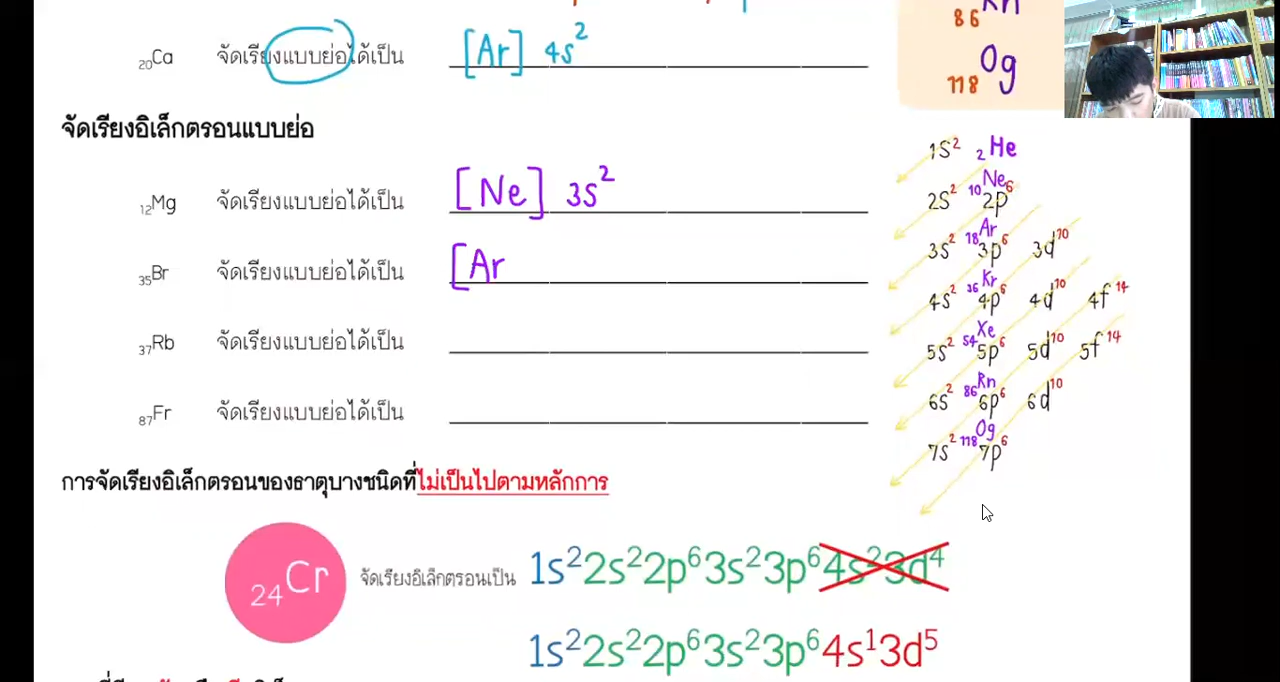 86Rn
20Ca จัดเรียงแบบย่อได้เป็น [Ar] 4s2
118Og
จัดเรียงอิเล็กตรอนแบบย่อ
12Mg จัดเรียงแบบย่อได้เป็น [Ne] 3s2
35Br จัดเรียงแบบย่อได้เป็น [Ar
37Rb จัดเรียงแบบย่อได้เป็น
87Fr จัดเรียงแบบย่อได้เป็น
1s2 2He
2s2 10Ne 2p6
3s2 18Ar 3p6 3d10
4s2 36Kr 4p6 4d10 4f14
5s2 54Xe 5p6 5d10 5f14
6s2 86Rn 6p6 6d10
7s2 118Og 7p6
การจัดเรียงอิเล็กตรอนของธาตุบางชนิดที่ไม่เป็นไปตามหลักการ
24Cr จัดเรียงอิเล็กตรอนเป็น 1s22s22p63s23p64s23d4
1s22s22p63s23p64s13d5